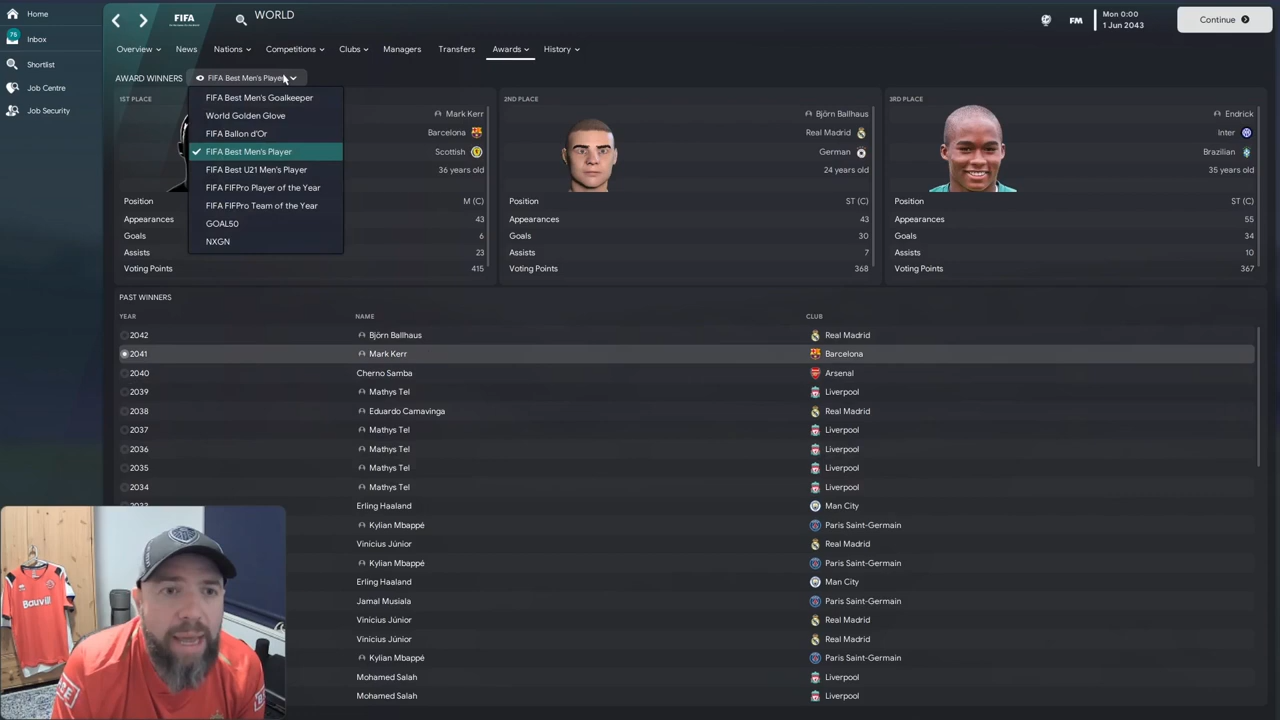 Home
75
Inbox
Shortlist
Job Centre
Job Security
FIFA
WORLD
FM
Mon 0:00
1 Jun 2043
Continue
Overview
News
Nations
Competitions
Clubs
Managers
Transfers
Awards
History
AWARD WINNERS
FIFA Best Men's Player
FIFA Best Men's Goalkeeper
World Golden Glove
FIFA Ballon d'Or
FIFA Best Men's Player
FIFA Best U21 Men's Player
FIFA FIFPro Player of the Year
FIFA FIFPro Team of the Year
GOAL50
NXGN
1ST PLACE
Mark Kerr
Barcelona
Scottish
36 years old
Position M (C)
Appearances 43
Goals 6
Assists 23
Voting Points 415
2ND PLACE
Björn Ballhaus
Real Madrid
German
24 years old
Position ST (C)
Appearances 43
Goals 30
Assists 7
Voting Points 368
3RD PLACE
Endrick
Inter
Brazilian
35 years old
Position ST (C)
Appearances 55
Goals 34
Assists 10
Voting Points 367
PAST WINNERS
YEAR NAME CLUB
2042 Björn Ballhaus Real Madrid
2041 Mark Kerr Barcelona
2040 Cherno Samba Arsenal
2039 Mathys Tel Liverpool
2038 Eduardo Camavinga Real Madrid
2037 Mathys Tel Liverpool
2036 Mathys Tel Liverpool
2035 Mathys Tel Liverpool
2034 Mathys Tel Liverpool
Erling Haaland Man City
Kylian Mbappé Paris Saint-Germain
Vinícius Júnior Real Madrid
Kylian Mbappé Paris Saint-Germain
Erling Haaland Man City
Jamal Musiala Paris Saint-Germain
Vinícius Júnior Real Madrid
Vinícius Júnior Real Madrid
Kylian Mbappé Paris Saint-Germain
Mohamed Salah Liverpool
Mohamed Salah Liverpool
Bauvill